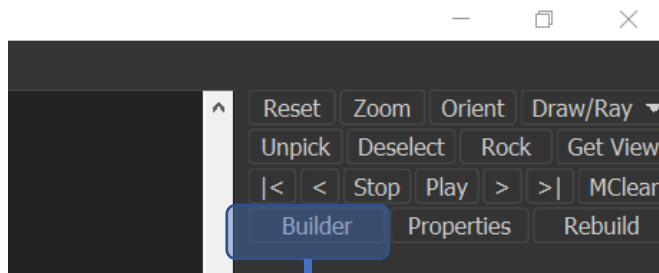 Reset Zoom Orient Draw/Ray
Unpick Deselect Rock Get View
|< < Stop Play > >| MClear
Builder Properties Rebuild